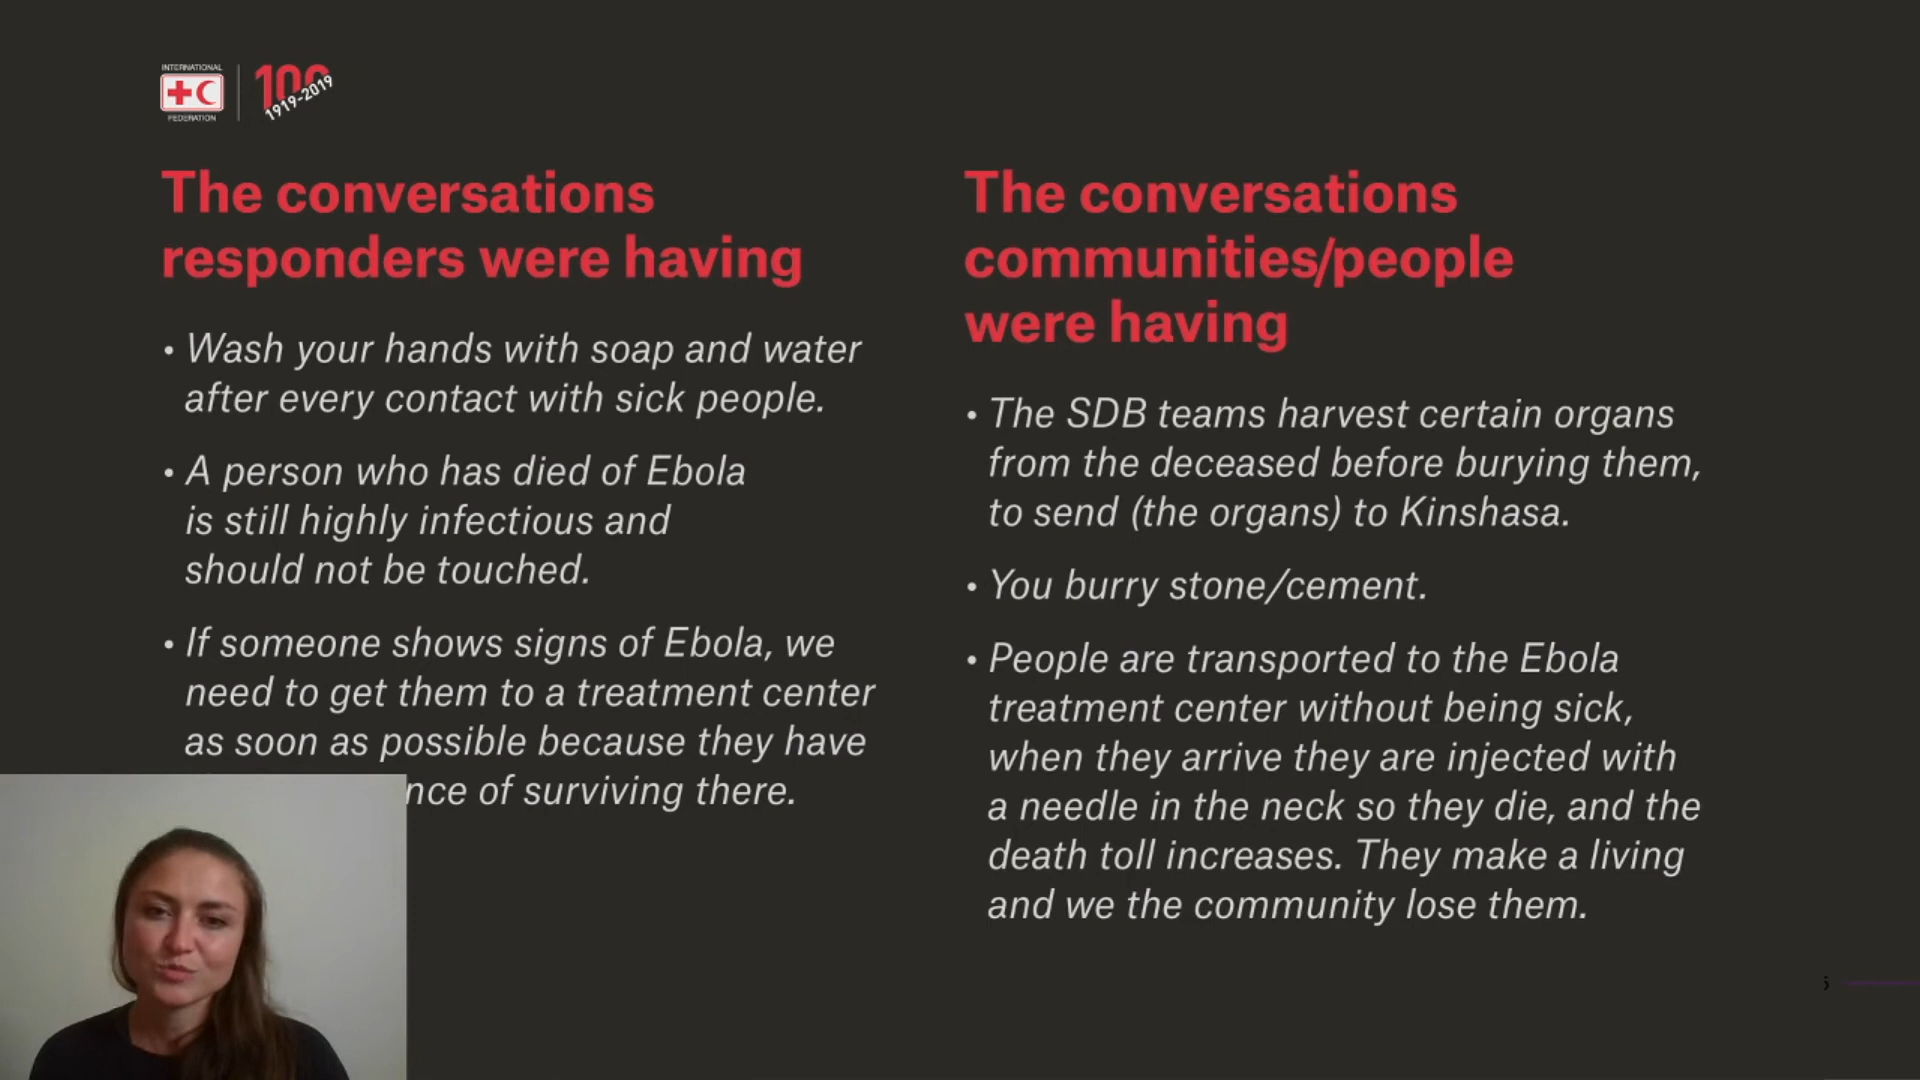 INTERNATIONAL
FEDERATION
100
1919-2019
The conversations
responders were having
• Wash your hands with soap and water
after every contact with sick people.
• A person who has died of Ebola
is still highly infectious and
should not be touched.
• If someone shows signs of Ebola, we
need to get them to a treatment center
as soon as possible because they have
of surviving there.
The conversations
communities/people
were having
• The SDB teams harvest certain organs
from the deceased before burying them,
to send (the organs) to Kinshasa.
• You burry stone/cement.
• People are transported to the Ebola
treatment center without being sick,
when they arrive they are injected with
a needle in the neck so they die, and the
death toll increases. They make a living
and we the community lose them.